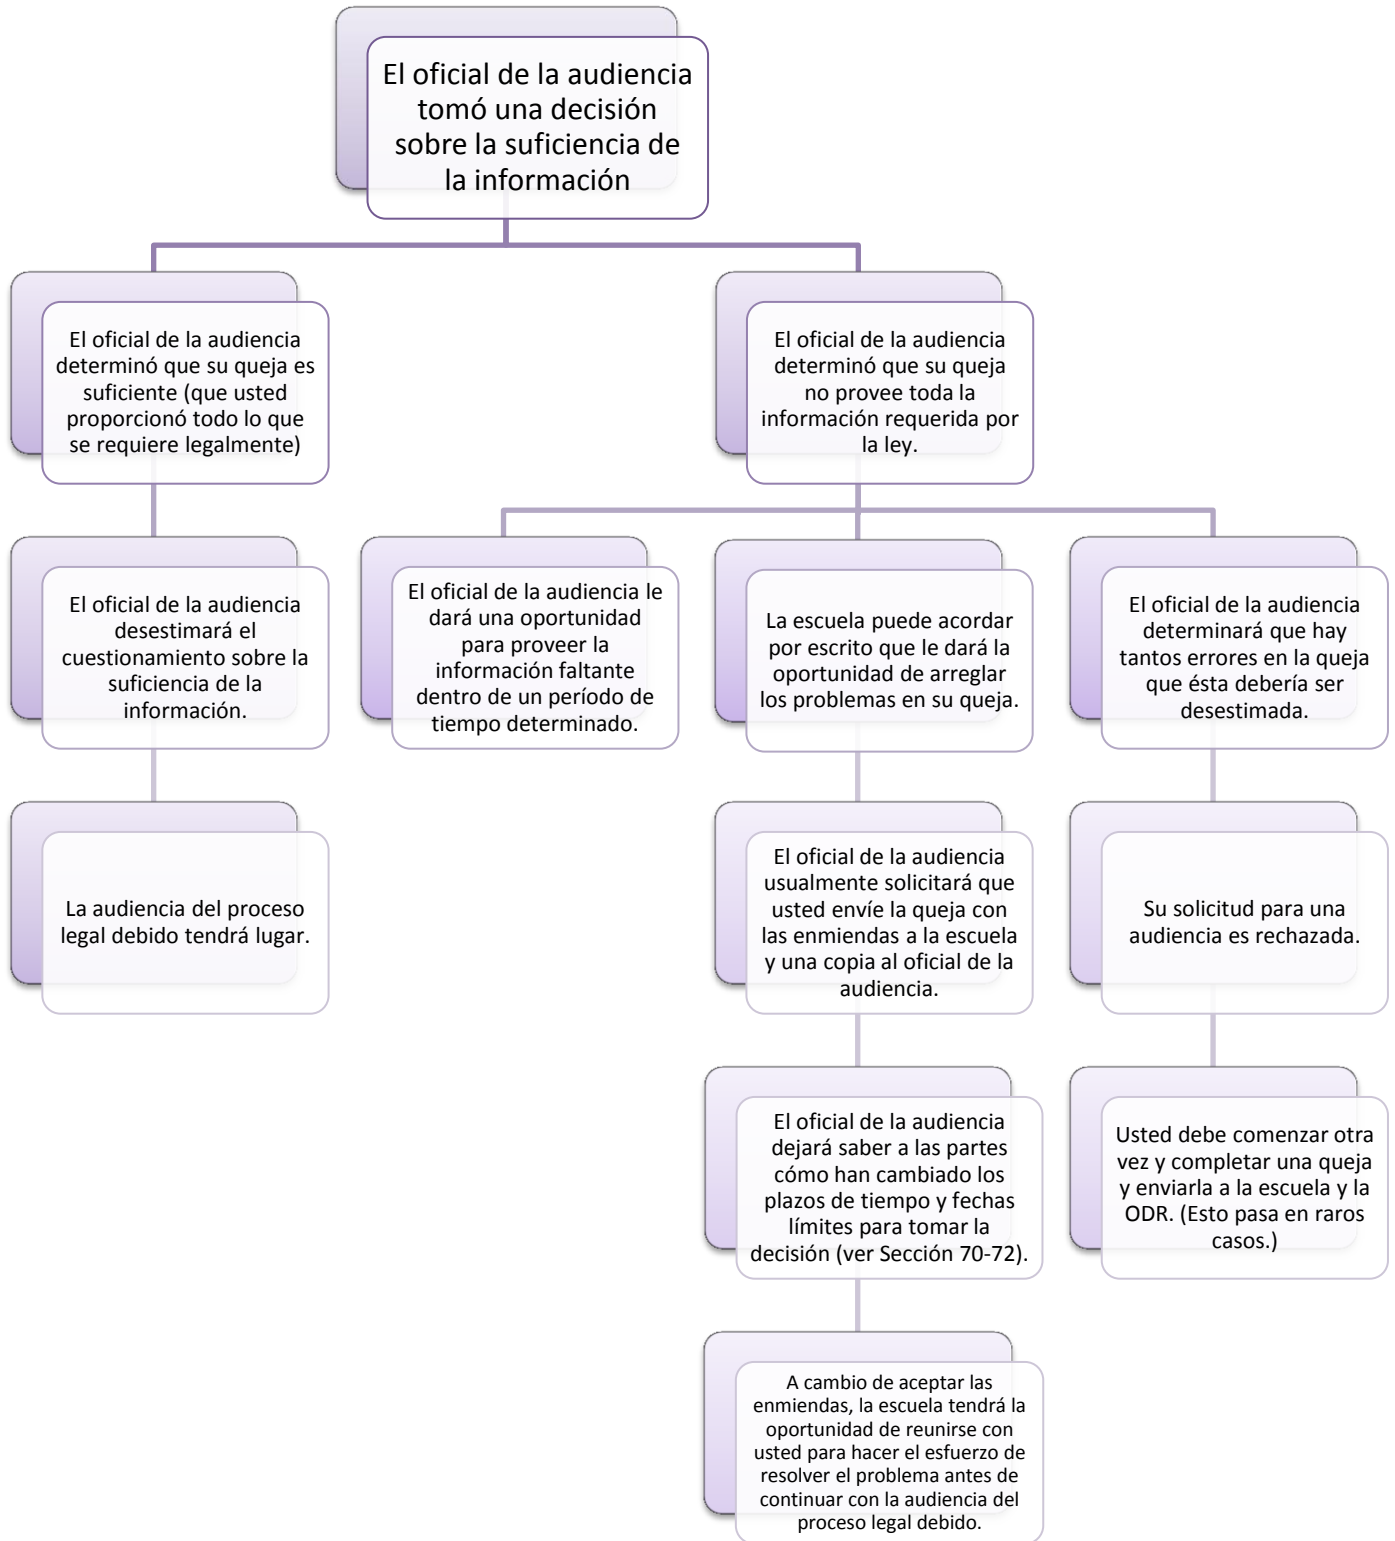 El oficial de la audiencia
tomó una decisión
sobre la suficiencia de
la información
El oficial de la audiencia
determinó que su queja es
suficiente (que usted
proporcionó todo lo que
se requiere legalmente)
El oficial de la audiencia
determinó que su queja
no provee toda la
información requerida por
la ley.
El oficial de la audiencia
desestimará el
cuestionamiento sobre la
suficiencia de la
información.
El oficial de la audiencia le
dará una oportunidad
para proveer la
información faltante
dentro de un período de
tiempo determinado.
La escuela puede acordar
por escrito que le dará la
oportunidad de arreglar
los problemas en su queja.
El oficial de la audiencia
determinará que hay
tantos errores en la queja
que ésta debería ser
desestimada.
La audiencia del proceso
legal debido tendrá lugar.
El oficial de la audiencia
usualmente solicitará que
usted envíe la queja con
las enmiendas a la escuela
y una copia al oficial de la
audiencia.
Su solicitud para una
audiencia es rechazada.
El oficial de la audiencia
dejará saber a las partes
cómo han cambiado los
plazos de tiempo y fechas
límites para tomar la
decisión (ver Sección 70-72).
Usted debe comenzar otra
vez y completar una queja
y enviarla a la escuela y la
ODR. (Esto pasa en raros
casos.)
A cambio de aceptar las
enmiendas, la escuela tendrá la
oportunidad de reunirse con
usted para hacer el esfuerzo de
resolver el problema antes de
continuar con la audiencia del
proceso legal debido.